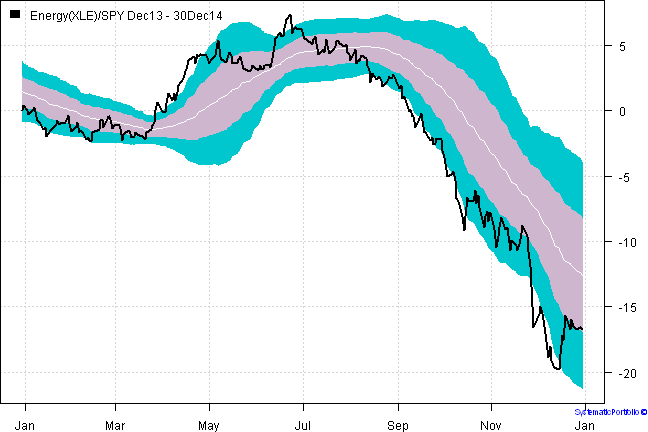 Energy(XLE)/SPY Dec13 - 30Dec14
5
0
-5
-10
-15
-20
Jan Mar May Jul Sep Nov Jan
SystematicPortfolio ©